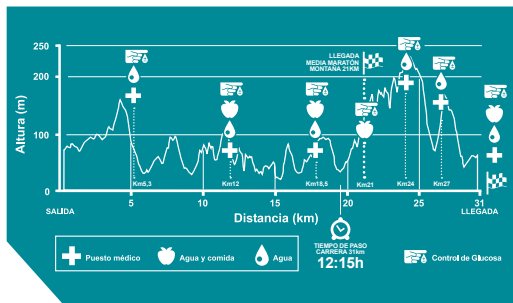 250
200
100
50
0
Altura (m)
LLEGADA
MEDIA MARATÓN
MONTAÑA 21KM
Km5,3
Km12
Km18,5
Km21
Km24
Km27
5
10
15
20
25
31
SALIDA
Distancia (km)
LLEGADA
TIEMPO DE PASO
CARRERA 31km
12:15h
Puesto médico
Agua y comida
Agua
Control de Glucosa